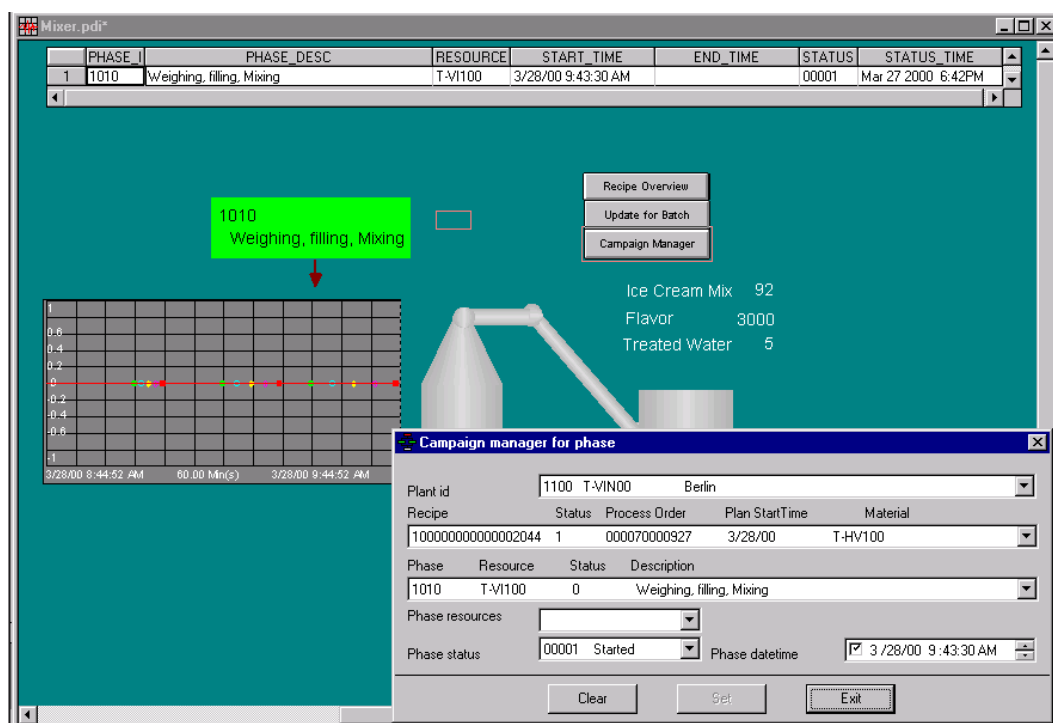 Mixer.pdi*
PHASE_I PHASE_DESC RESOURCE START_TIME END_TIME STATUS STATUS_TIME
1 1010 Weighing, filling, Mixing T-VI100 3/28/00 9:43:30 AM 00001 Mar 27 2000 6:42PM
Recipe Overview
1010
Update for Batch
Weighing, filling, Mixing
Campaign Manager
Ice Cream Mix 92
Flavor 3000
Treated Water 5
1
0.6
0.4
0.2
0
-0.2
-0.4
-0.6
-1
3/28/00 8:44:52 AM 60.00 Min(s) 3/28/00 9:44:52 AM
Campaign manager for phase
Plant id 1100 T-VIN00 Berlin
Recipe Status Process Order Plan StartTime Material
100000000000002044 1 000070000927 3/28/00 T-HV100
Phase Resource Status Description
1010 T-VI100 0 Weighing, filling, Mixing
Phase resources
Phase status 00001 Started Phase datetime 3 /28/00 9 :43:30 AM
Clear Set Exit